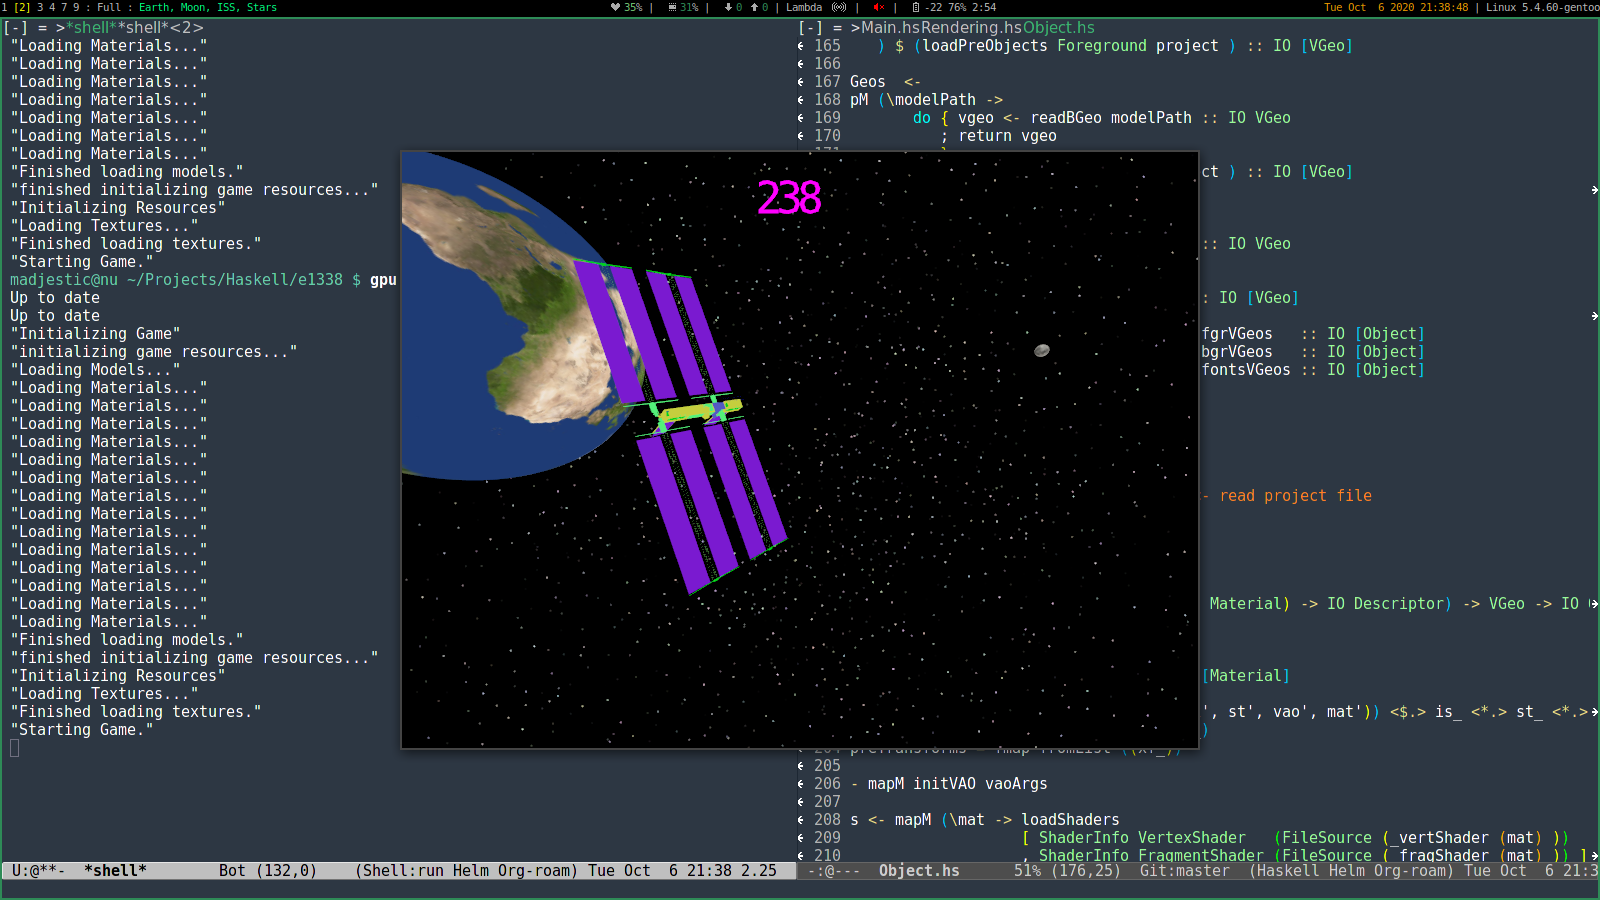 1 [2] 3 4 7 9 : Full : Earth, Moon, ISS, Stars
35% | 31% | 0 0 | Lambda | | -22 76% 2:54
Tue Oct  6 2020 21:38:48 | Linux 5.4.60-gentoo
[-] = >*shell**shell*<2>
"Loading Materials..."
"Loading Materials..."
"Loading Materials..."
"Loading Materials..."
"Loading Materials..."
"Loading Materials..."
"Loading Materials..."
"Finished loading models."
"finished initializing game resources..."
"Initializing Resources"
"Loading Textures..."
"Finished loading textures."
"Starting Game."
madjestic@nu ~/Projects/Haskell/e1338 $ gpu
Up to date
Up to date
"Initializing Game"
"initializing game resources..."
"Loading Models..."
"Loading Materials..."
"Loading Materials..."
"Loading Materials..."
"Loading Materials..."
"Loading Materials..."
"Loading Materials..."
"Loading Materials..."
"Loading Materials..."
"Loading Materials..."
"Loading Materials..."
"Loading Materials..."
"Loading Materials..."
"Loading Materials..."
"Loading Materials..."
"Finished loading models."
"finished initializing game resources..."
"Initializing Resources"
"Loading Textures..."
"Finished loading textures."
"Starting Game."
U:@**-  *shell*        Bot (132,0)    (Shell:run Helm Org-roam) Tue Oct  6 21:38 2.25
238
[-] = >Main.hsRendering.hsObject.hs
165    ) $ (loadPreObjects Foreground project ) :: IO [VGeo]
166
167 Geos  <-
168 pM (\modelPath ->
169        do { vgeo <- readBGeo modelPath :: IO VGeo
170           ; return vgeo
ct ) :: IO [VGeo]
:: IO VGeo
: IO [VGeo]
fgrVGeos   :: IO [Object]
bgrVGeos   :: IO [Object]
fontsVGeos :: IO [Object]
- read project file
Material) -> IO Descriptor) -> VGeo -> IO
[Material]
', st', vao', mat')) <$.> is_ <*.> st_ <*.>
)
205
206 - mapM initVAO vaoArgs
207
208 s <- mapM (\mat -> loadShaders
209                    [ ShaderInfo VertexShader   (FileSource (_vertShader (mat) ))
210                    , ShaderInfo FragmentShader (FileSource (_fragShader (mat) )) ]
-:@---  Object.hs      51% (176,25)  Git:master  (Haskell Helm Org-roam) Tue Oct  6 21:3